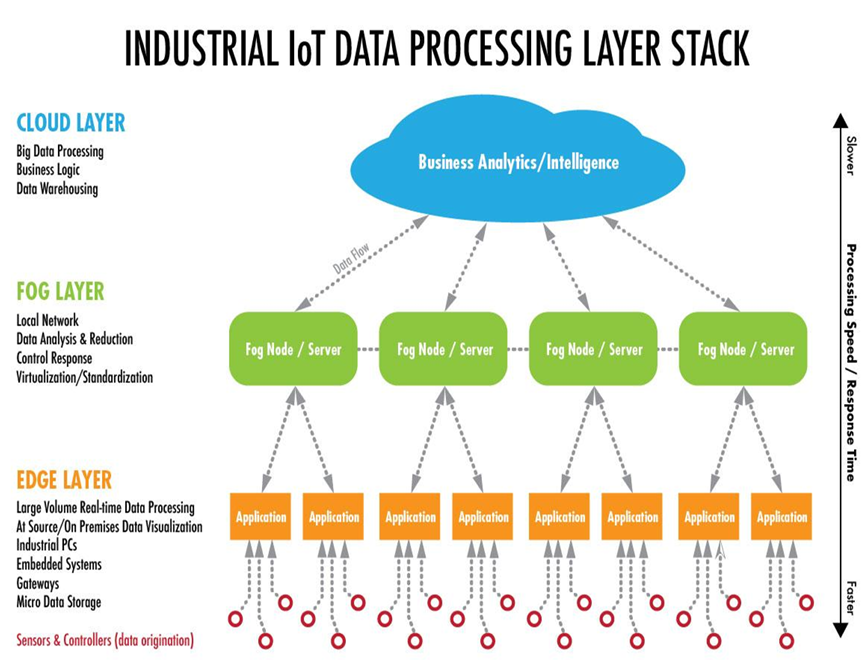 INDUSTRIAL IoT DATA PROCESSING LAYER STACK
CLOUD LAYER
Big Data Processing
Business Logic
Data Warehousing
Business Analytics/Intelligence
Slower
Data Flow
Processing Speed / Response Time
FOG LAYER
Local Network
Data Analysis & Reduction
Control Response
Virtualization/Standardization
Fog Node / Server
Fog Node / Server
Fog Node / Server
Fog Node / Server
EDGE LAYER
Large Volume Real-time Data Processing
At Source/On Premises Data Visualization
Industrial PCs
Embedded Systems
Gateways
Micro Data Storage
Application
Application
Application
Application
Application
Application
Application
Application
Faster
Sensors & Controllers (data origination)